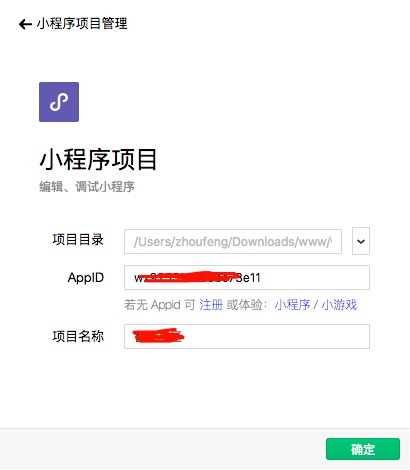 小程序项目管理
小程序项目
编辑、调试小程序
项目目录 /Users/zhoufeng/Downloads/www/
AppID
若无 Appid 可 注册 或体验：小程序 / 小游戏
项目名称
确定